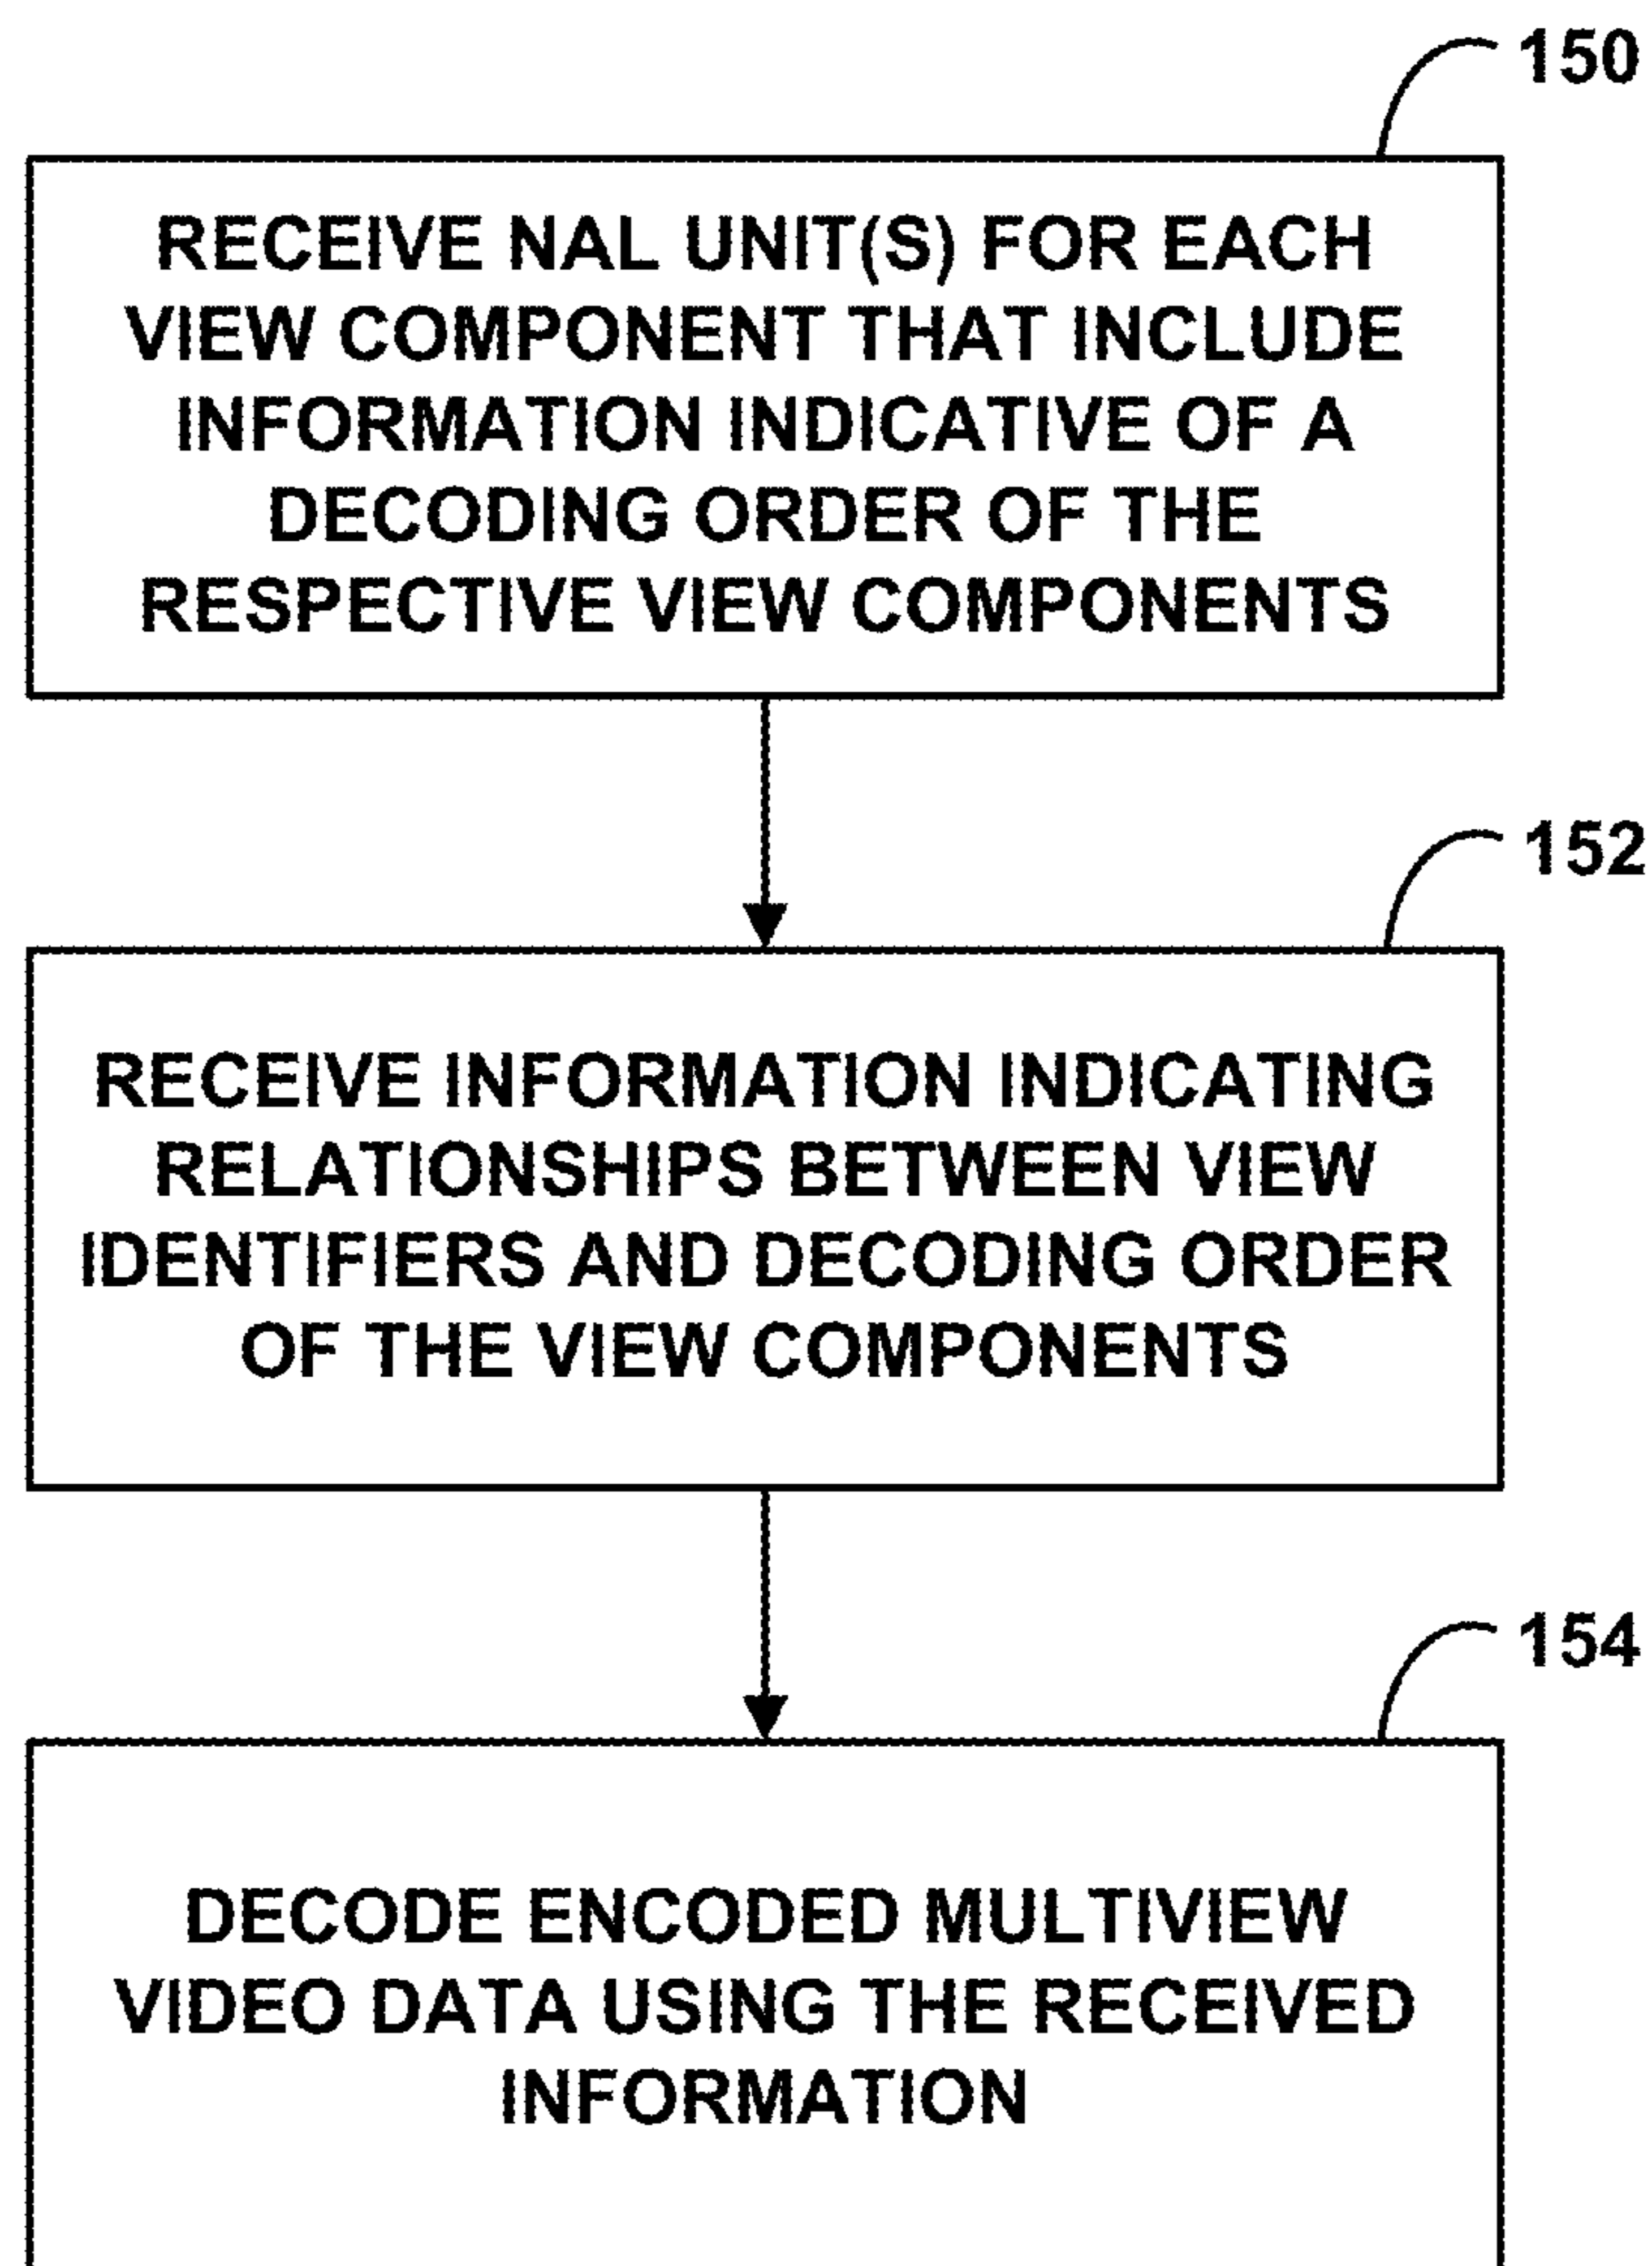 150
RECEIVE NAL UNIT(S) FOR EACH
VIEW COMPONENT THAT INCLUDE
INFORMATION INDICATIVE OF A
DECODING ORDER OF THE
RESPECTIVE VIEW COMPONENTS
152
RECEIVE INFORMATION INDICATING
RELATIONSHIPS BETWEEN VIEW
IDENTIFIERS AND DECODING ORDER
OF THE VIEW COMPONENTS
154
DECODE ENCODED MULTIVIEW
VIDEO DATA USING THE RECEIVED
INFORMATION